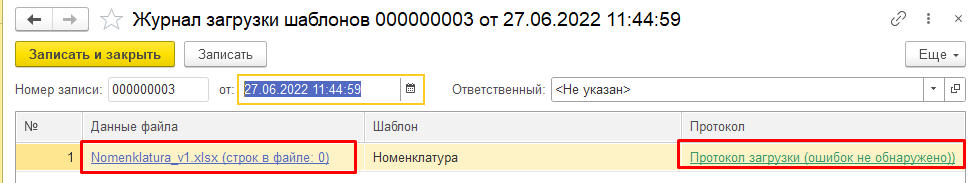 Журнал загрузки шаблонов 000000003 от 27.06.2022 11:44:59
Записать и закрыть Записать Еще
Номер записи: 000000003 от: 27.06.2022 11:44:59 Ответственный: <Не указан>
№ Данные файла Шаблон Протокол
1 Nomenklatura_v1.xlsx (строк в файле: 0) Номенклатура Протокол загрузки (ошибок не обнаружено))